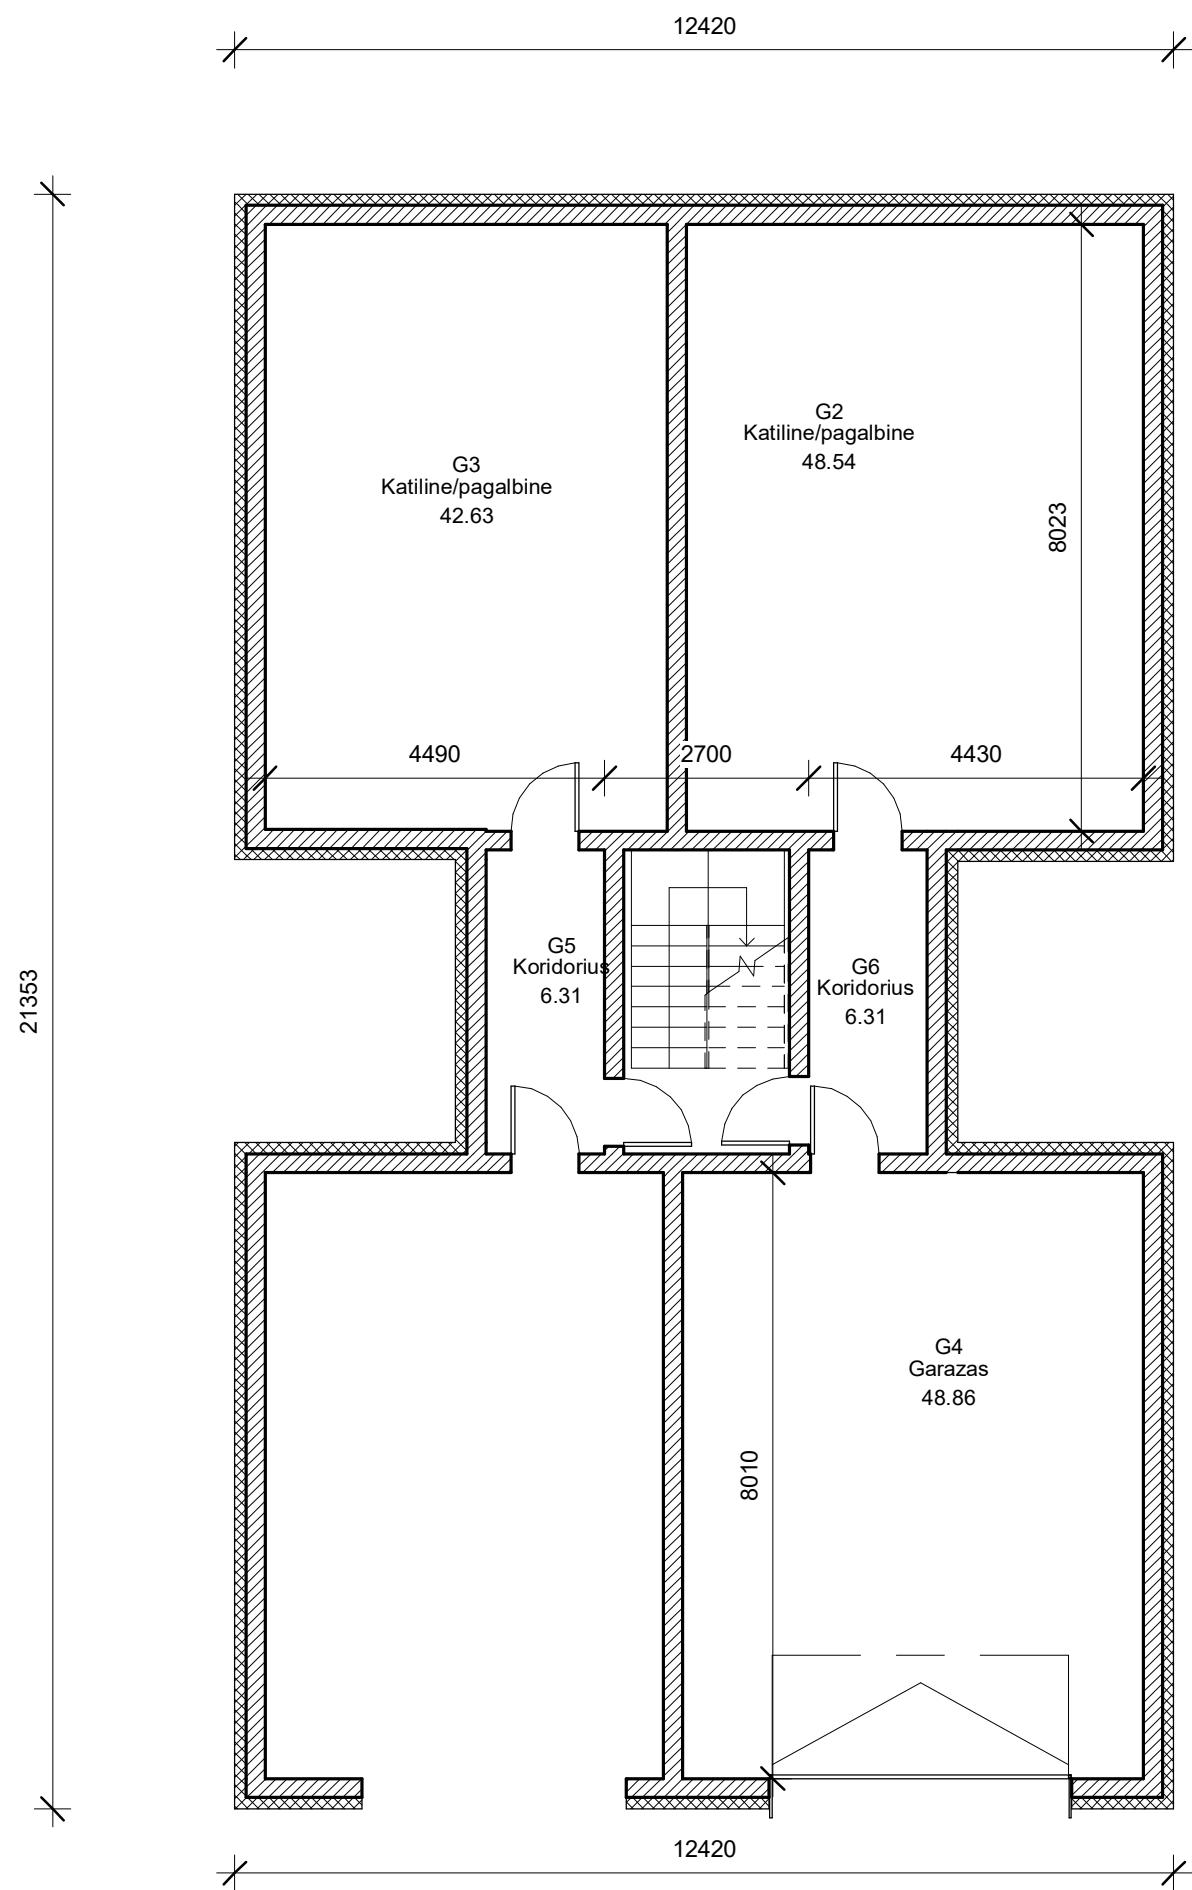 12420
G2
Katiline/pagalbine
48.54
G3
Katiline/pagalbine
42.63
8023
4490
2700
4430
21353
G5
Koridorius
6.31
G6
Koridorius
6.31
G4
Garazas
48.86
8010
12420